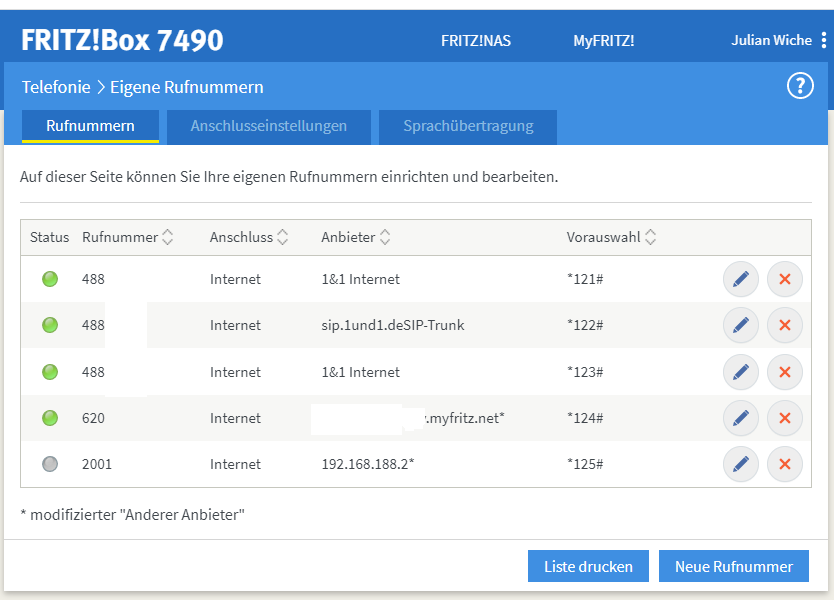 FRITZ!Box 7490 FRITZ!NAS MyFRITZ! Julian Wiche
Telefonie > Eigene Rufnummern ?
Rufnummern Anschlusseinstellungen Sprachübertragung
Auf dieser Seite können Sie Ihre eigenen Rufnummern einrichten und bearbeiten.
Status Rufnummer Anschluss Anbieter Vorauswahl
488 Internet 1&1 Internet *121#
488 Internet sip.1und1.deSIP-Trunk *122#
488 Internet 1&1 Internet *123#
620 Internet .myfritz.net* *124#
2001 Internet 192.168.188.2* *125#
* modifizierter "Anderer Anbieter"
Liste drucken Neue Rufnummer